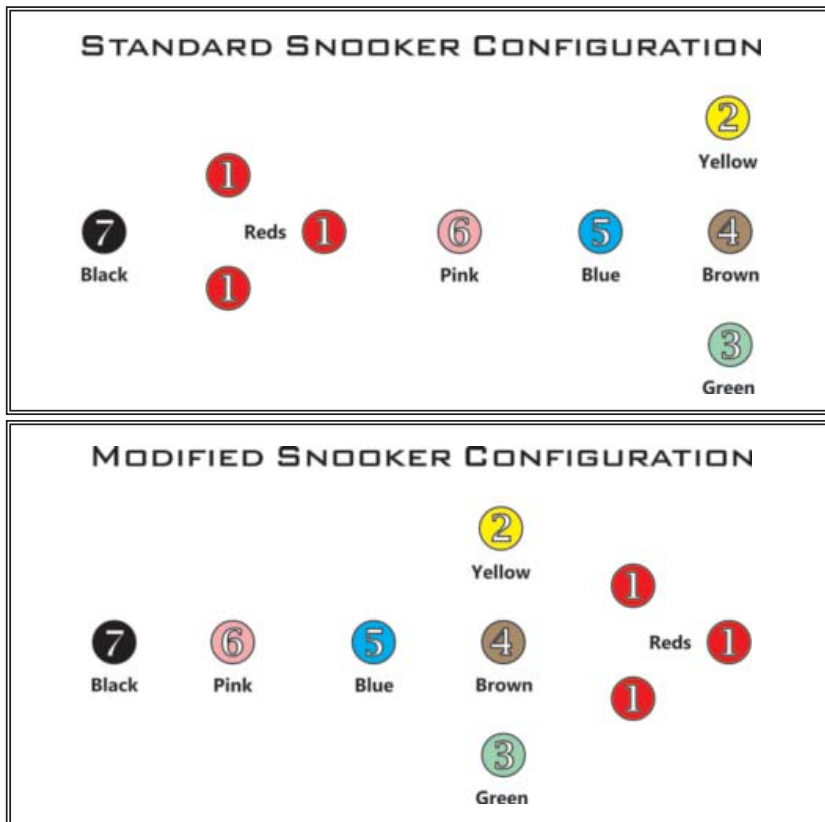 STANDARD SNOOKER CONFIGURATION
2
Yellow
1
7 Reds 1 6 5 4
Black Pink Blue Brown
1
3
Green
MODIFIED SNOOKER CONFIGURATION
2
Yellow
1
7 6 5 4 Reds 1
Black Pink Blue Brown
1
3
Green